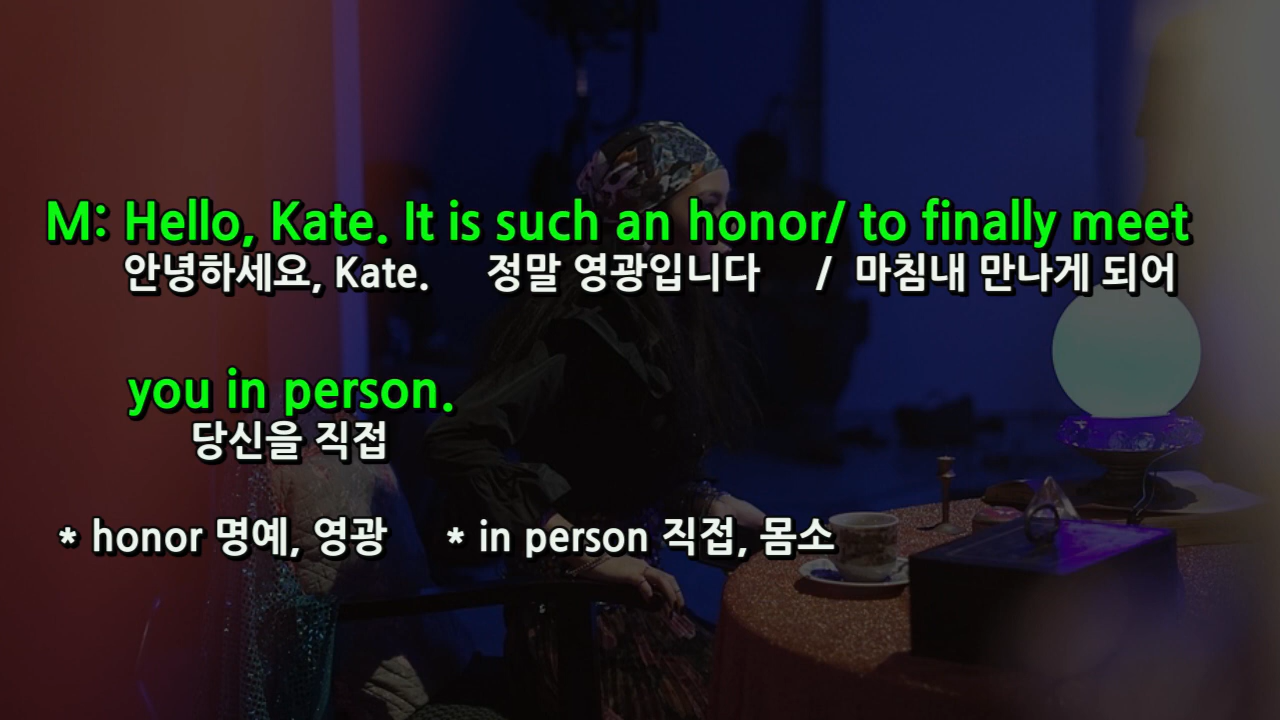 M: Hello, Kate. It is such an honor/ to finally meet
안녕하세요, Kate. 정말 영광입니다 / 마침내 만나게 되어
you in person.
당신을 직접
* honor 명예, 영광 * in person 직접, 몸소